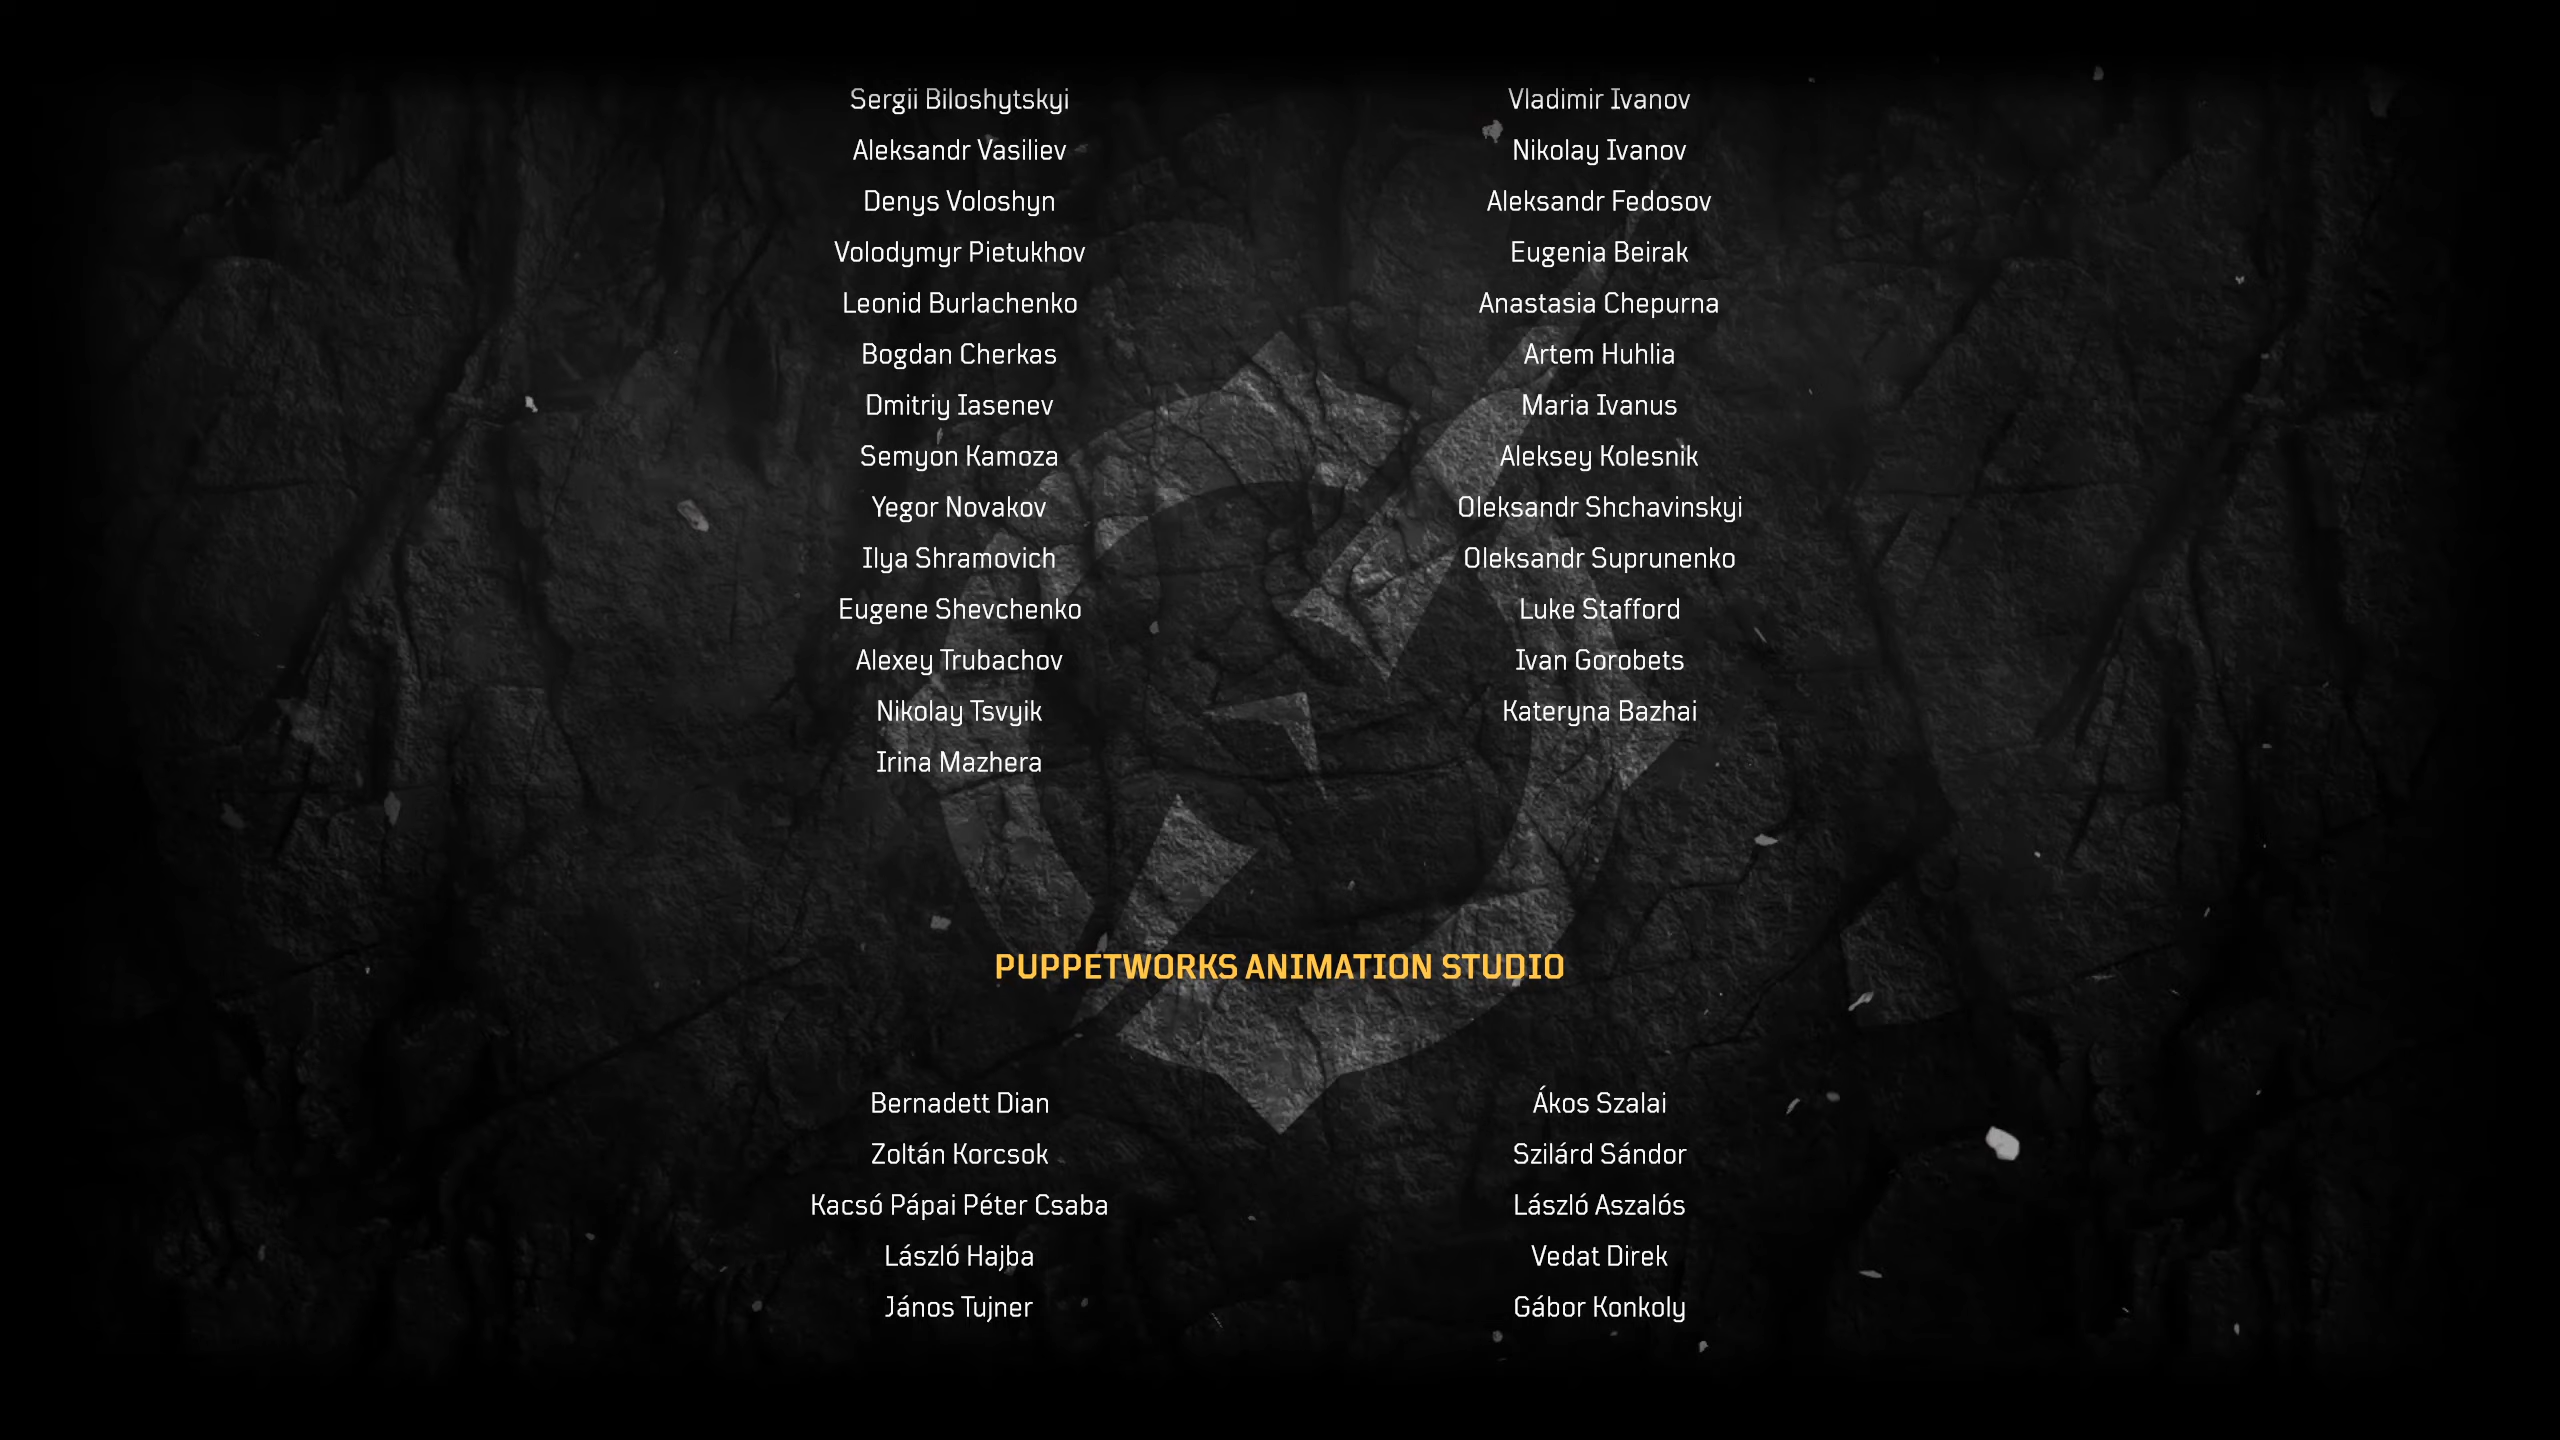 Sergii Biloshytskyi
Vladimir Ivanov
Aleksandr Vasiliev
Nikolay Ivanov
Denys Voloshyn
Aleksandr Fedosov
Volodymyr Pietukhov
Eugenia Beirak
Leonid Burlachenko
Anastasia Chepurna
Bogdan Cherkas
Artem Huhlia
Dmitriy Iasenev
Maria Ivanus
Semyon Kamoza
Aleksey Kolesnik
Yegor Novakov
Oleksandr Shchavinskyi
Ilya Shramovich
Oleksandr Suprunenko
Eugene Shevchenko
Luke Stafford
Alexey Trubachov
Ivan Gorobets
Nikolay Tsvyik
Kateryna Bazhai
Irina Mazhera
PUPPETWORKS ANIMATION STUDIO
Bernadett Dian
Ákos Szalai
Zoltán Korcsok
Szilárd Sándor
Kacsó Pápai Péter Csaba
László Aszalós
László Hajba
Vedat Direk
János Tujner
Gábor Konkoly